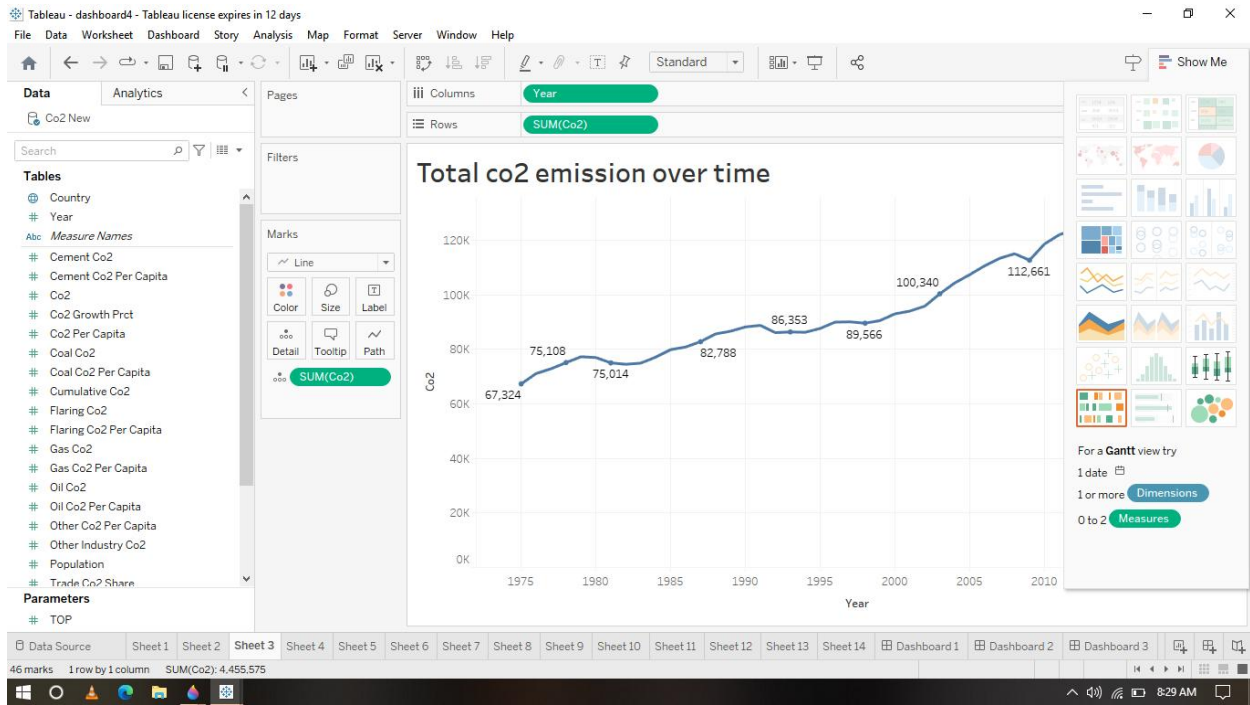 Tableau - dashboard4 - Tableau license expires in 12 days
File Data Worksheet Dashboard Story Analysis Map Format Server Window Help
Standard
Show Me
Data Analytics
Co2 New
Search
Tables
Country
Year
Abc Measure Names
Cement Co2
Cement Co2 Per Capita
Co2
Co2 Growth Prct
Co2 Per Capita
Coal Co2
Coal Co2 Per Capita
Cumulative Co2
Flaring Co2
Flaring Co2 Per Capita
Gas Co2
Gas Co2 Per Capita
Oil Co2
Oil Co2 Per Capita
Other Co2 Per Capita
Other Industry Co2
Population
Trade Co2 Share
Parameters
TOP
Pages
Filters
Marks
Line
Color Size Label
Detail Tooltip Path
SUM(Co2)
Columns Year
Rows SUM(Co2)
Total co2 emission over time
120K
100K
80K
60K
40K
20K
0K
Co2
67,324
75,108
75,014
82,788
86,353
89,566
100,340
112,661
1975 1980 1985 1990 1995 2000 2005 2010
Year
For a Gantt view try
1 date
1 or more Dimensions
0 to 2 Measures
Data Source Sheet 1 Sheet 2 Sheet 3 Sheet 4 Sheet 5 Sheet 6 Sheet 7 Sheet 8 Sheet 9 Sheet 10 Sheet 11 Sheet 12 Sheet 13 Sheet 14 Dashboard 1 Dashboard 2 Dashboard 3
46 marks 1 row by 1 column SUM(Co2): 4,455,575
8:29 AM